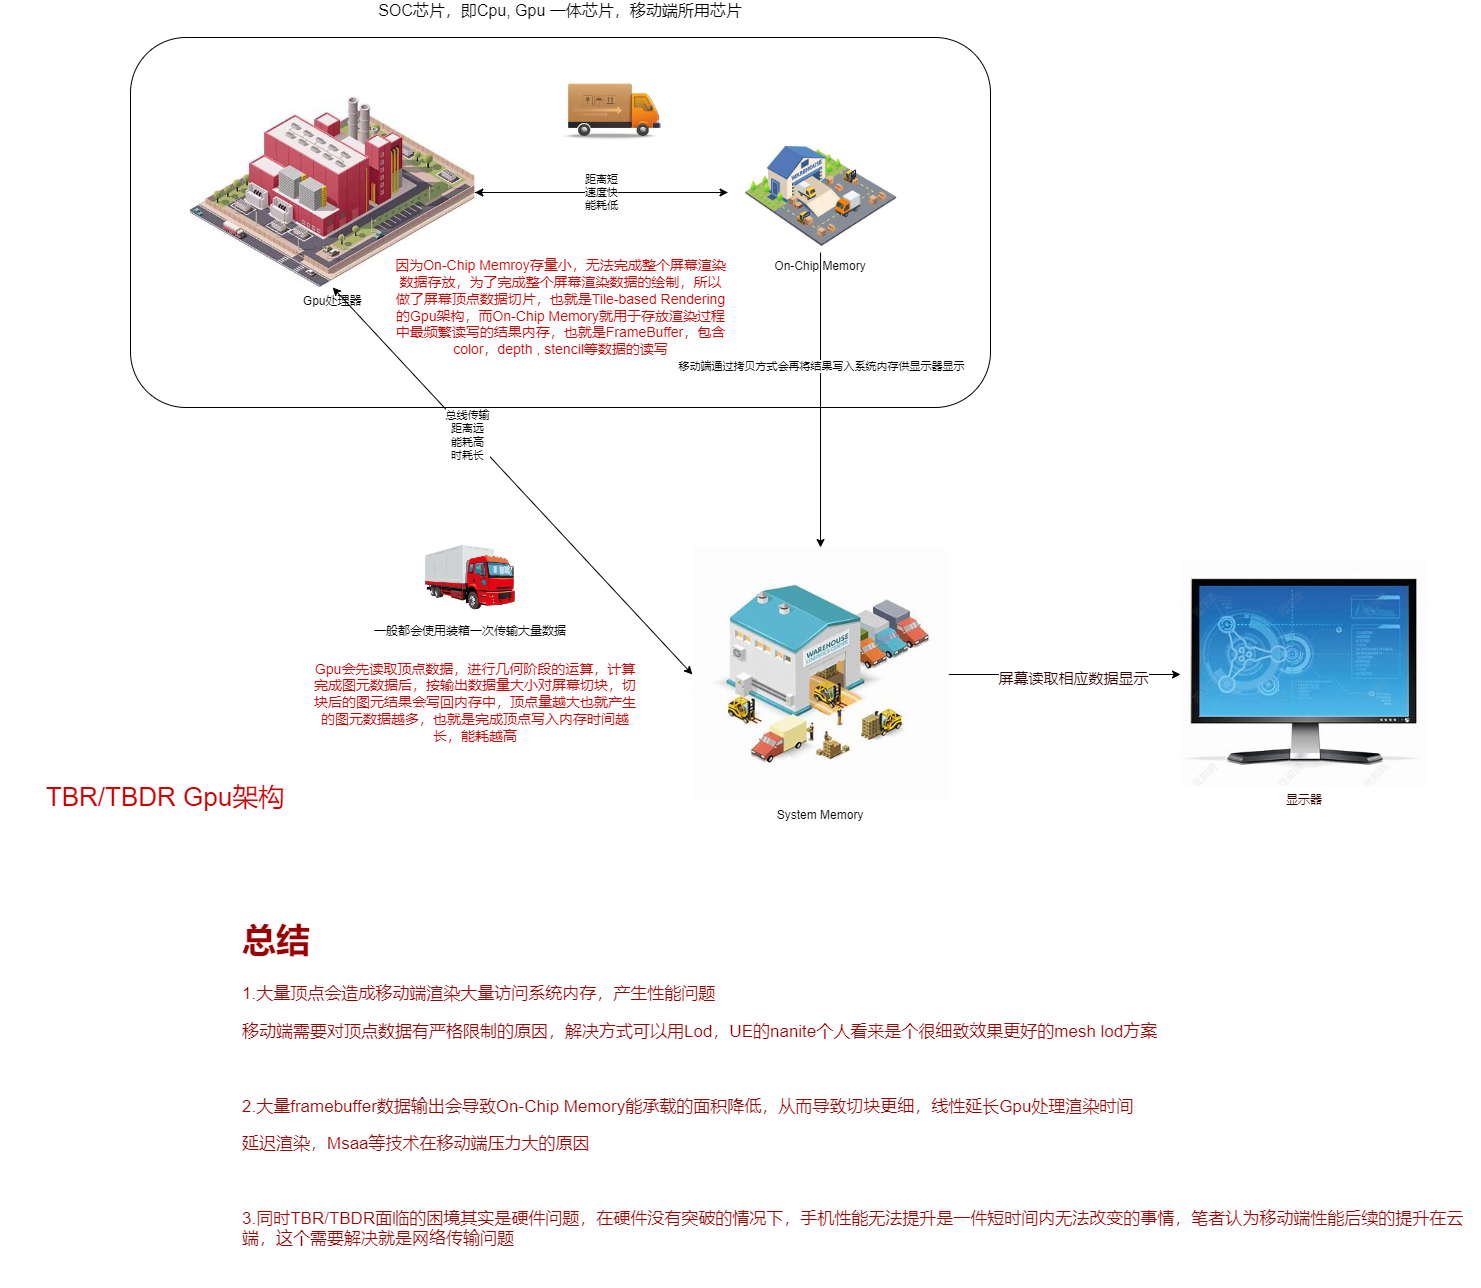 SOC芯片，即Cpu, Gpu 一体芯片，移动端所用芯片
距离短
速度快
能耗低
WAREHOUSE
On-Chip Memory
Gpu处理器
因为On-Chip Memroy存量小，无法完成整个屏幕渲染
数据存放，为了完成整个屏幕渲染数据的绘制，所以
做了屏幕顶点数据切片，也就是Tile-based Rendering
的Gpu架构，而On-Chip Memory就用于存放渲染过程
中最频繁读写的结果内存，也就是FrameBuffer，包含
color，depth , stencil等数据的读写
移动端通过拷贝方式会再将结果写入系统内存供显示器显示
总线传输
距离远
能耗高
时耗长
一般都会使用装箱一次传输大量数据
Gpu会先读取顶点数据，进行几何阶段的运算，计算
完成图元数据后，按输出数据量大小对屏幕切块，切
块后的图元结果会写回内存中，顶点量越大也就产生
的图元数据越多，也就是完成顶点写入内存时间越
长，能耗越高
WAREHOUSE
System Memory
屏幕读取相应数据显示
显示器
TBR/TBDR Gpu架构
总结
1.大量顶点会造成移动端渲染大量访问系统内存，产生性能问题
移动端需要对顶点数据有严格限制的原因，解决方式可以用Lod，UE的nanite个人看来是个很细致效果更好的mesh lod方案
2.大量framebuffer数据输出会导致On-Chip Memory能承载的面积降低，从而导致切块更细，线性延长Gpu处理渲染时间
延迟渲染，Msaa等技术在移动端压力大的原因
3.同时TBR/TBDR面临的困境其实是硬件问题，在硬件没有突破的情况下，手机性能无法提升是一件短时间内无法改变的事情，笔者认为移动端性能后续的提升在云
端，这个需要解决就是网络传输问题